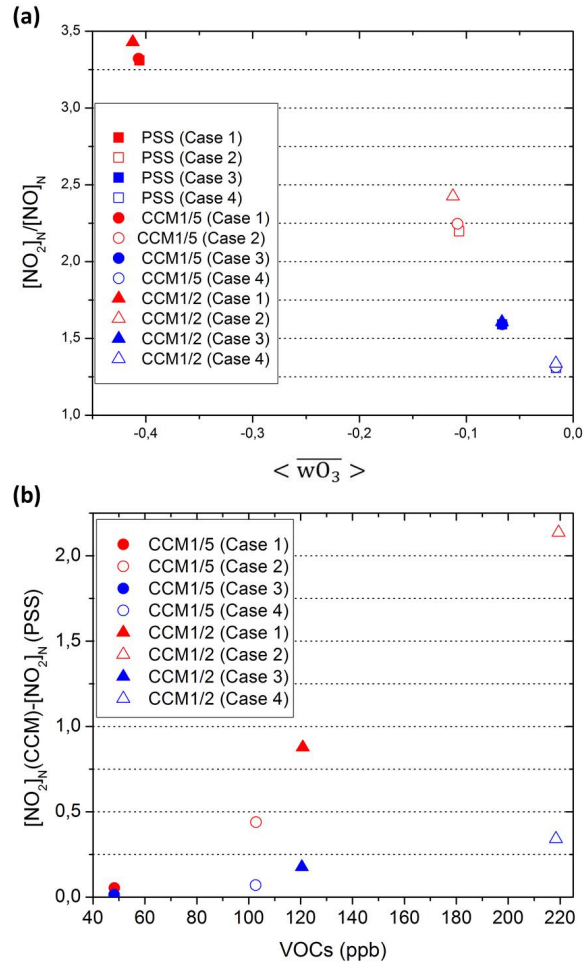 (a)
3,5
3,0
2,5
2,0
1,5
1,0
[NO₂]ₙ/[NO]ₙ
PSS (Case 1)
PSS (Case 2)
PSS (Case 3)
PSS (Case 4)
CCM1/5 (Case 1)
CCM1/5 (Case 2)
CCM1/5 (Case 3)
CCM1/5 (Case 4)
CCM1/2 (Case 1)
CCM1/2 (Case 2)
CCM1/2 (Case 3)
CCM1/2 (Case 4)
-0,4 -0,3 -0,2 -0,1 0,0
< wO₃ >
(b)
2,0
1,5
1,0
0,5
0,0
[NO₂]ₙ(CCM)-[NO₂]ₙ(PSS)
CCM1/5 (Case 1)
CCM1/5 (Case 2)
CCM1/5 (Case 3)
CCM1/5 (Case 4)
CCM1/2 (Case 1)
CCM1/2 (Case 2)
CCM1/2 (Case 3)
CCM1/2 (Case 4)
40 60 80 100 120 140 160 180 200 220
VOCs (ppb)